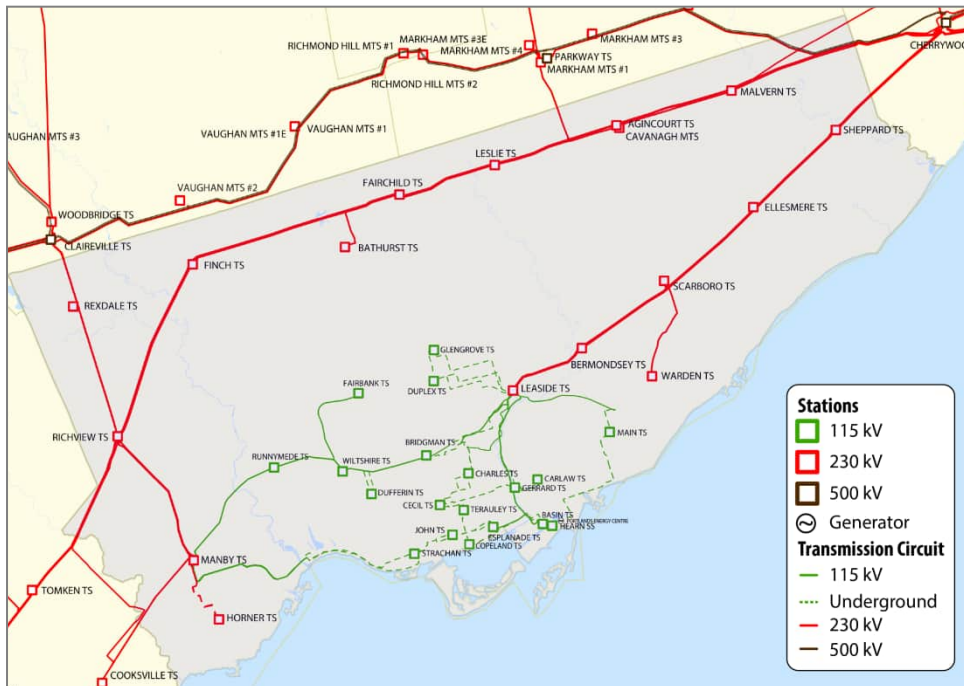 MARKHAM MTS #3E
RICHMOND HILL MTS #1
MARKHAM MTS #4
MARKHAM MTS #3
CHERRYWOO
PARKWAY TS
MARKHAM MTS #1
RICHMOND HILL MTS #2
MALVERN TS
VAUGHAN MTS #1
VAUGHAN MTS #1E
AUGHAN MTS #3
AGINCOURT TS
CAVANAGH MTS
SHEPPARD TS
LESLIE TS
VAUGHAN MTS #2
FAIRCHILD TS
WOODBRIDGE TS
ELLESMERE TS
CLAIREVILLE TS
BATHURST TS
FINCH TS
SCARBORO TS
REXDALE TS
GLENGROVE TS
BERMONDSEY TS
WARDEN TS
FAIRBANK TS
DUPLEX TS
LEASIDE TS
RICHVIEW TS
MAIN TS
BRIDGMAN TS
RUNNYMEDE TS
WILTSHIRE TS
CHARLES TS
CARLAW TS
GERRARD TS
DUFFERIN TS
CECIL TS
TERAULEY TS
BASIN TS
PORTLANDS ENERGY CENTRE
HEARN SS
JOHN TS
ESPLANADE TS
COPELAND TS
STRACHAN TS
MANBY TS
TOMKEN TS
HORNER TS
COOKSVILLE TS
Stations
115 kV
230 kV
500 kV
Generator
Transmission Circuit
115 kV
Underground
230 kV
500 kV